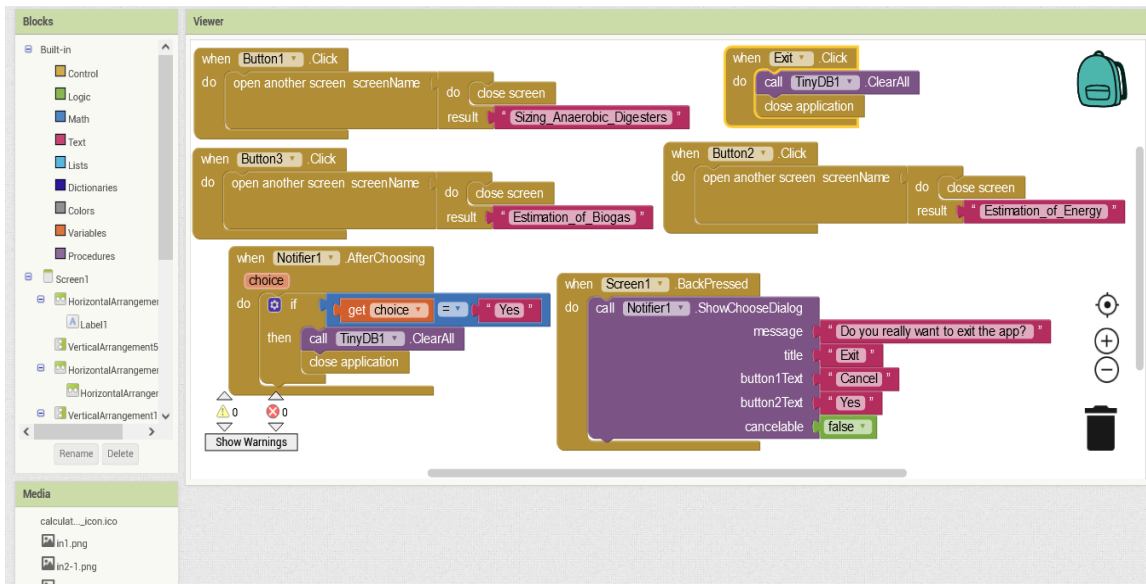 Blocks
Built-in
Control
Logic
Math
Text
Lists
Dictionaries
Colors
Variables
Procedures
Screen1
HorizontalArrangemer
Label1
VerticalArrangement5
HorizontalArrangemer
HorizontalArranger
VerticalArrangement1
Rename Delete
Media
calculat..._icon.ico
in1.png
in2-1.png
Viewer
when Button1 .Click
do open another screen screenName do close screen
result " Sizing_Anaerobic_Digesters "
when Exit .Click
do call TinyDB1 .ClearAll
close application
when Button3 .Click
do open another screen screenName do close screen
result " Estimation_of_Biogas "
when Button2 .Click
do open another screen screenName do close screen
result " Estimation_of_Energy "
when Notifier1 .AfterChoosing
choice
do if get choice = " Yes "
then call TinyDB1 .ClearAll
close application
when Screen1 .BackPressed
do call Notifier1 .ShowChooseDialog
message " Do you really want to exit the app? "
title " Exit "
button1Text " Cancel "
button2Text " Yes "
cancelable false
0 0
Show Warnings